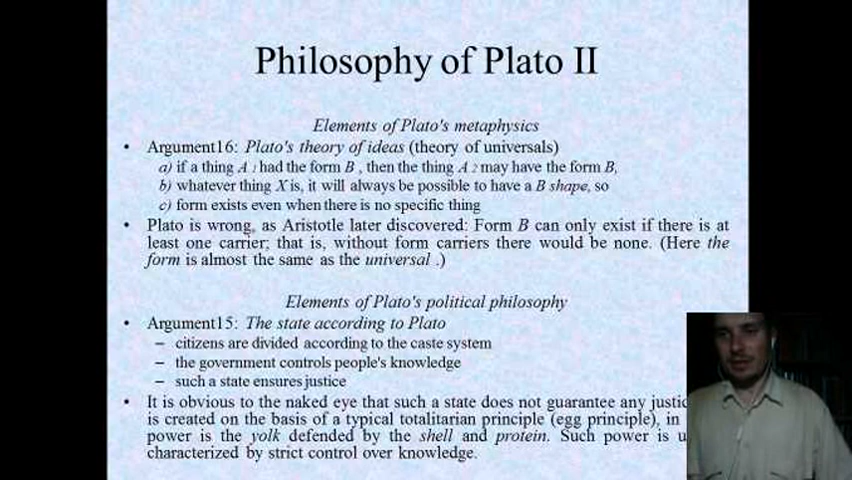 Philosophy of Plato II
Elements of Plato's metaphysics
• Argument16: Plato's theory of ideas (theory of universals)
a) if a thing A 1 had the form B , then the thing A 2 may have the form B,
b) whatever thing X is, it will always be possible to have a B shape, so
c) form exists even when there is no specific thing
• Plato is wrong, as Aristotle later discovered: Form B can only exist if there is at
least one carrier; that is, without form carriers there would be none. (Here the
form is almost the same as the universal .)
Elements of Plato's political philosophy
• Argument15: The state according to Plato
– citizens are divided according to the caste system
– the government controls people's knowledge
– such a state ensures justice
• It is obvious to the naked eye that such a state does not guarantee any
is created on the basis of a typical totalitarian principle (egg principle), in
power is the yolk defended by the shell and protein. Such power is
characterized by strict control over knowledge.